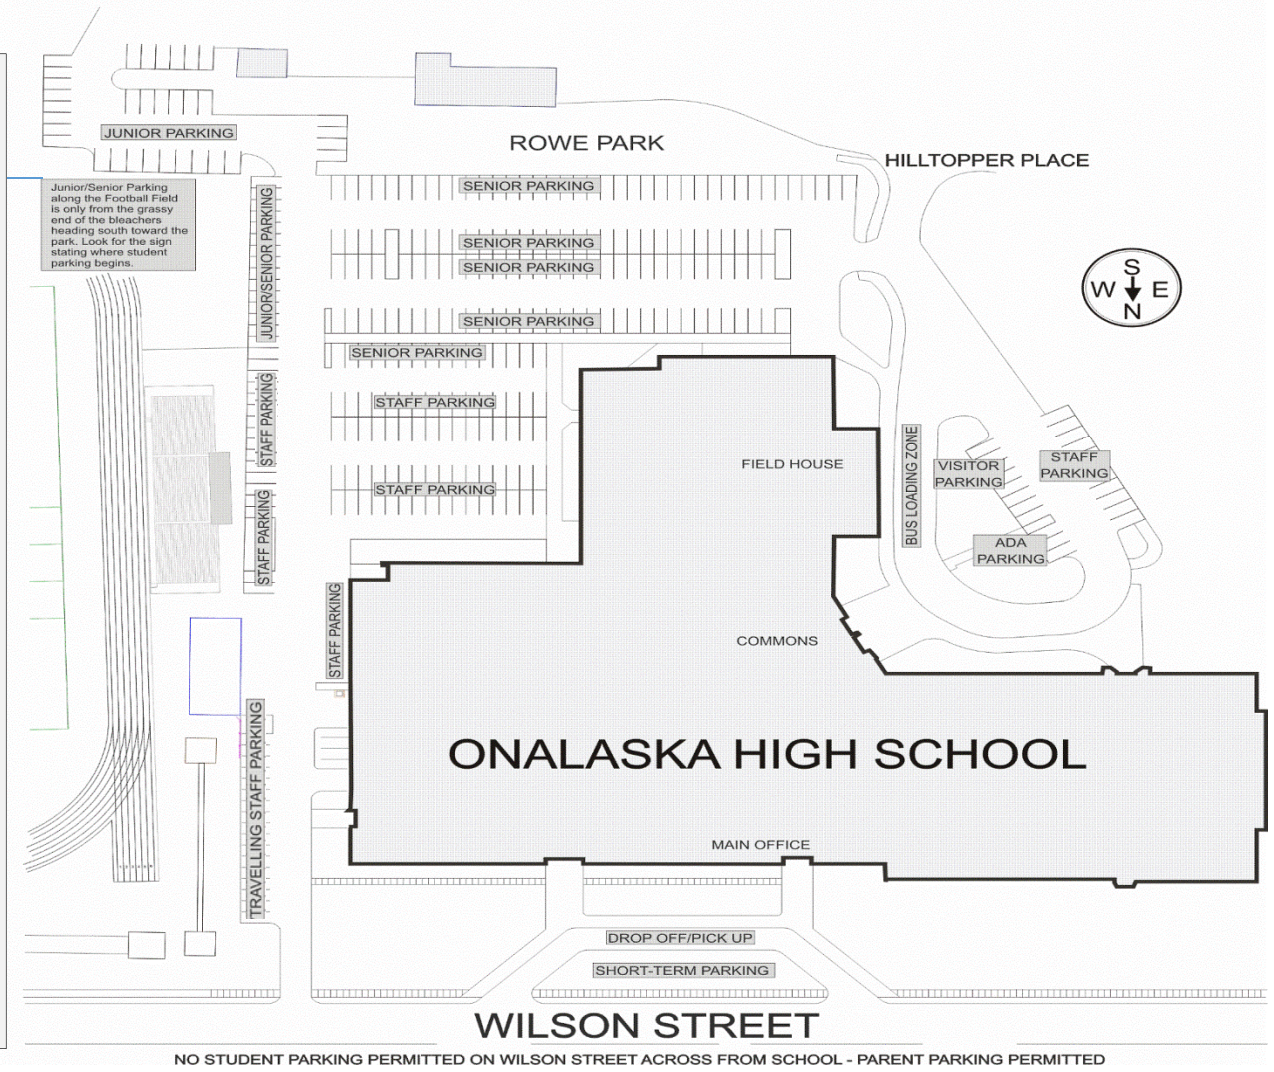 JUNIOR PARKING
ROWE PARK
HILLTOPPER PLACE
Junior/Senior Parking
along the Football Field
is only from the grassy
end of the bleachers
heading south toward the
park. Look for the sign
stating where student
parking begins.
JUNIOR/SENIOR PARKING
SENIOR PARKING
SENIOR PARKING
SENIOR PARKING
SENIOR PARKING
SENIOR PARKING
S
W E
N
STAFF PARKING
STAFF PARKING
STAFF PARKING
STAFF PARKING
STAFF PARKING
FIELD HOUSE
BUS LOADING ZONE
VISITOR
PARKING
STAFF
PARKING
ADA
PARKING
COMMONS
TRAVELLING STAFF PARKING
ONALASKA HIGH SCHOOL
MAIN OFFICE
DROP OFF/PICK UP
SHORT-TERM PARKING
WILSON STREET
NO STUDENT PARKING PERMITTED ON WILSON STREET ACROSS FROM SCHOOL - PARENT PARKING PERMITTED